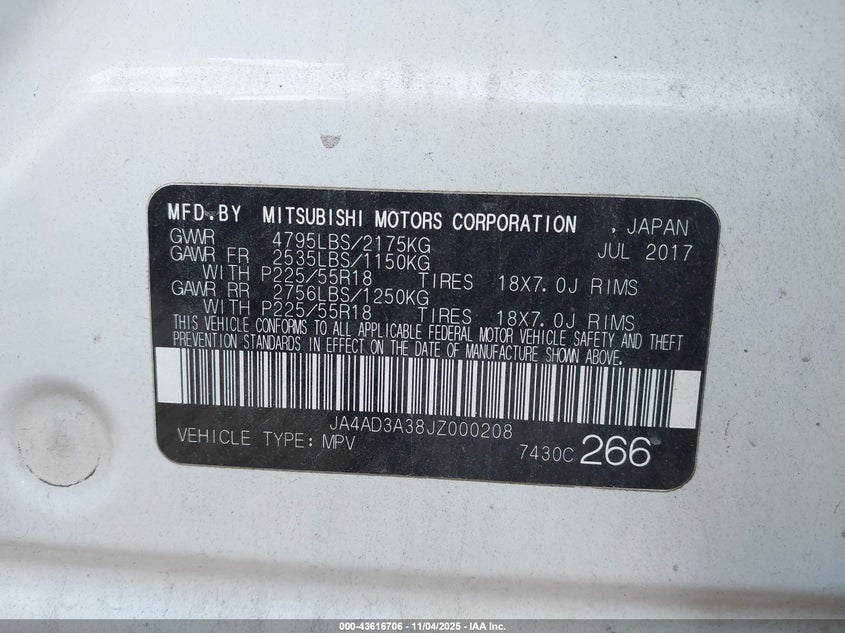 MFD.BY MITSUBISHI MOTORS CORPORATION , JAPAN
GVWR 4795LBS/2175KG JUL 2017
GAWR FR 2535LBS/1150KG
WITH P225/55R18 TIRES 18X7.0J RIMS
GAWR RR 2756LBS/1250KG
WITH P225/55R18 TIRES 18X7.0J RIMS
THIS VEHICLE CONFORMS TO ALL APPLICABLE FEDERAL MOTOR VEHICLE SAFETY AND THEFT
PREVENTION STANDARDS IN EFFECT ON THE DATE OF MANUFACTURE SHOWN ABOVE.
JA4AD3A38JZ000208
VEHICLE TYPE: MPV 7430C 266
000-43616706 - 11/04/2025 - IAA Inc.